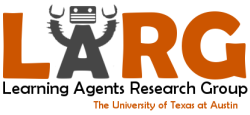 LARG
Learning Agents Research Group
The University of Texas at Austin